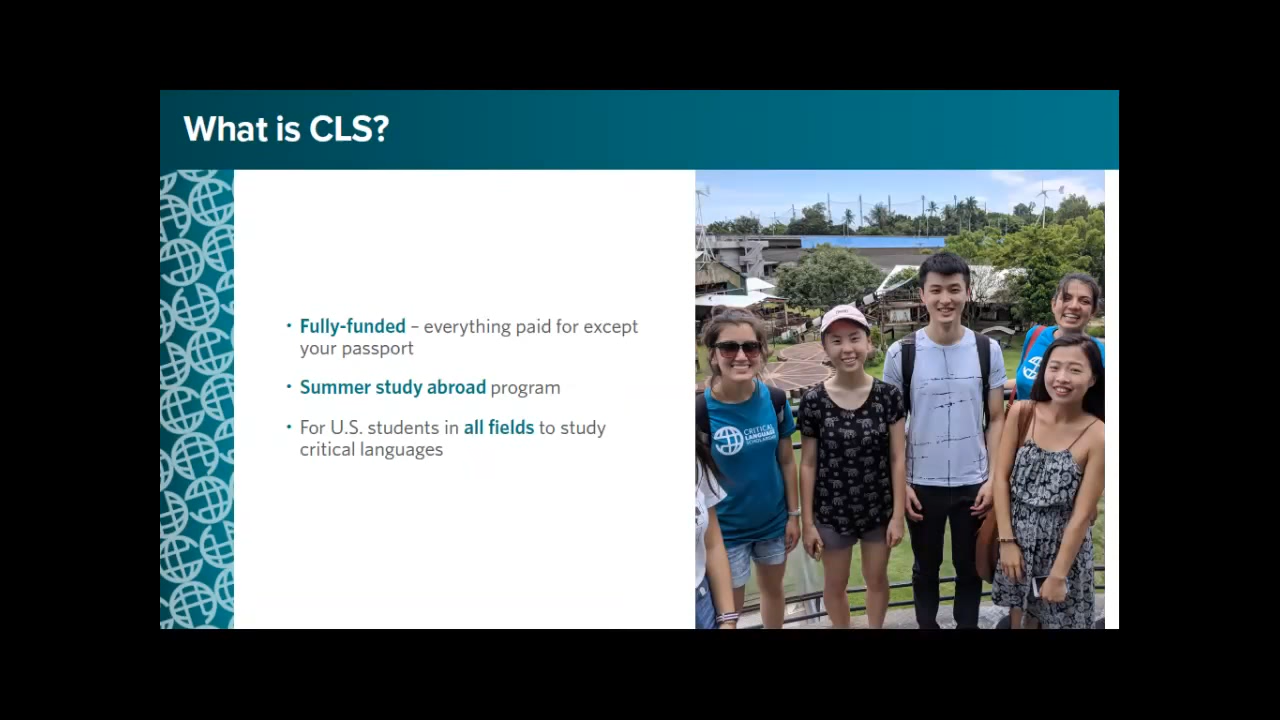 What is CLS?
• Fully-funded – everything paid for except
your passport
• Summer study abroad program
• For U.S. students in all fields to study
critical languages
CRITICAL
LANGUAGE
SCHOLARSHIP